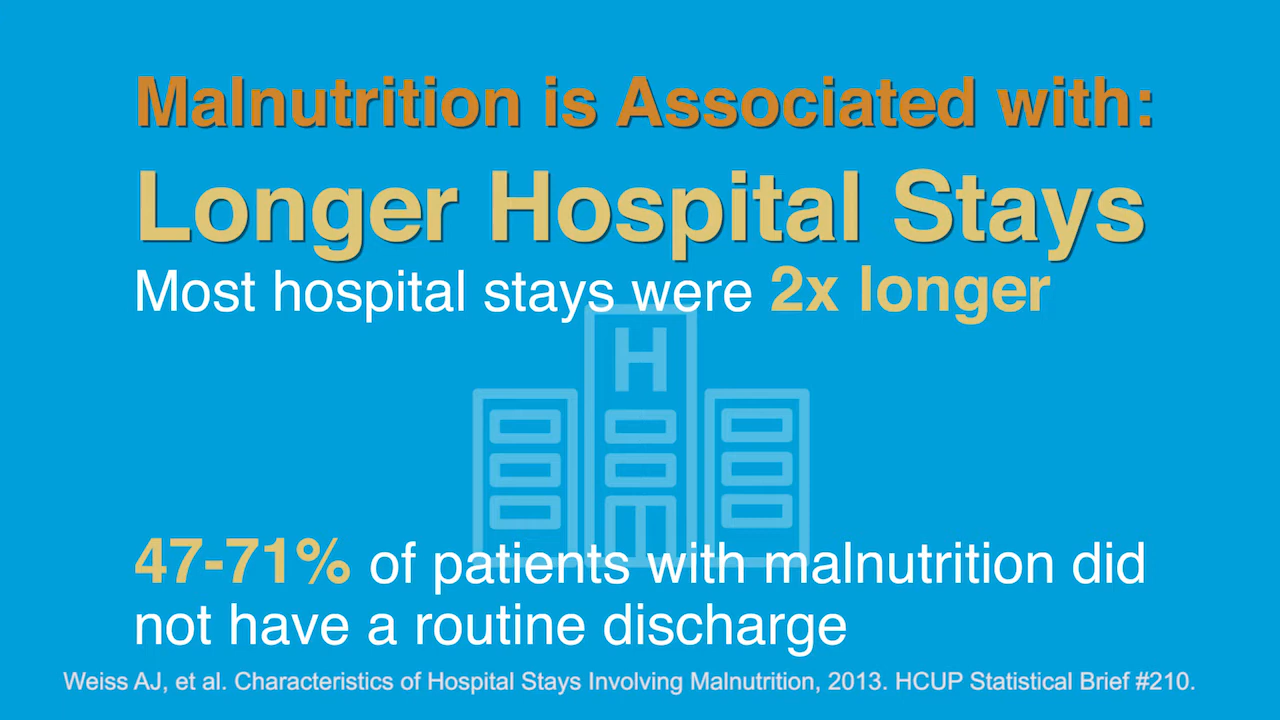 Malnutrition is Associated with:
Longer Hospital Stays
Most hospital stays were 2x longer
H
47-71% of patients with malnutrition did
not have a routine discharge
Weiss AJ, et al. Characteristics of Hospital Stays Involving Malnutrition, 2013. HCUP Statistical Brief #210.